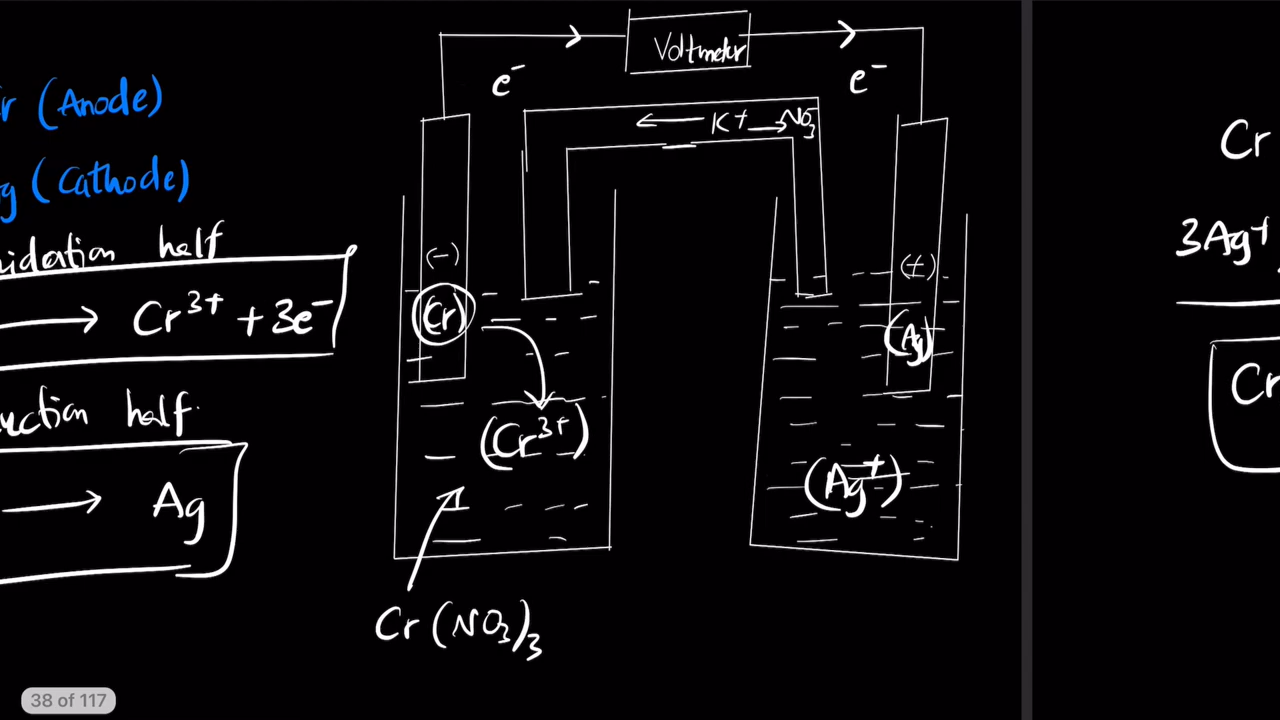 r (Anode)
g (Cathode)
idation half
→ Cr³⁺ + 3e⁻
uction half.
→ Ag
Voltmeter
e⁻
e⁻
← K⁺ → NO₃⁻
(-)
(Cr)
(Cr³⁺)
Cr(NO₃)₃
(+)
(Ag)
(Ag⁺)
Cr
3Ag⁺
Cr
38 of 117